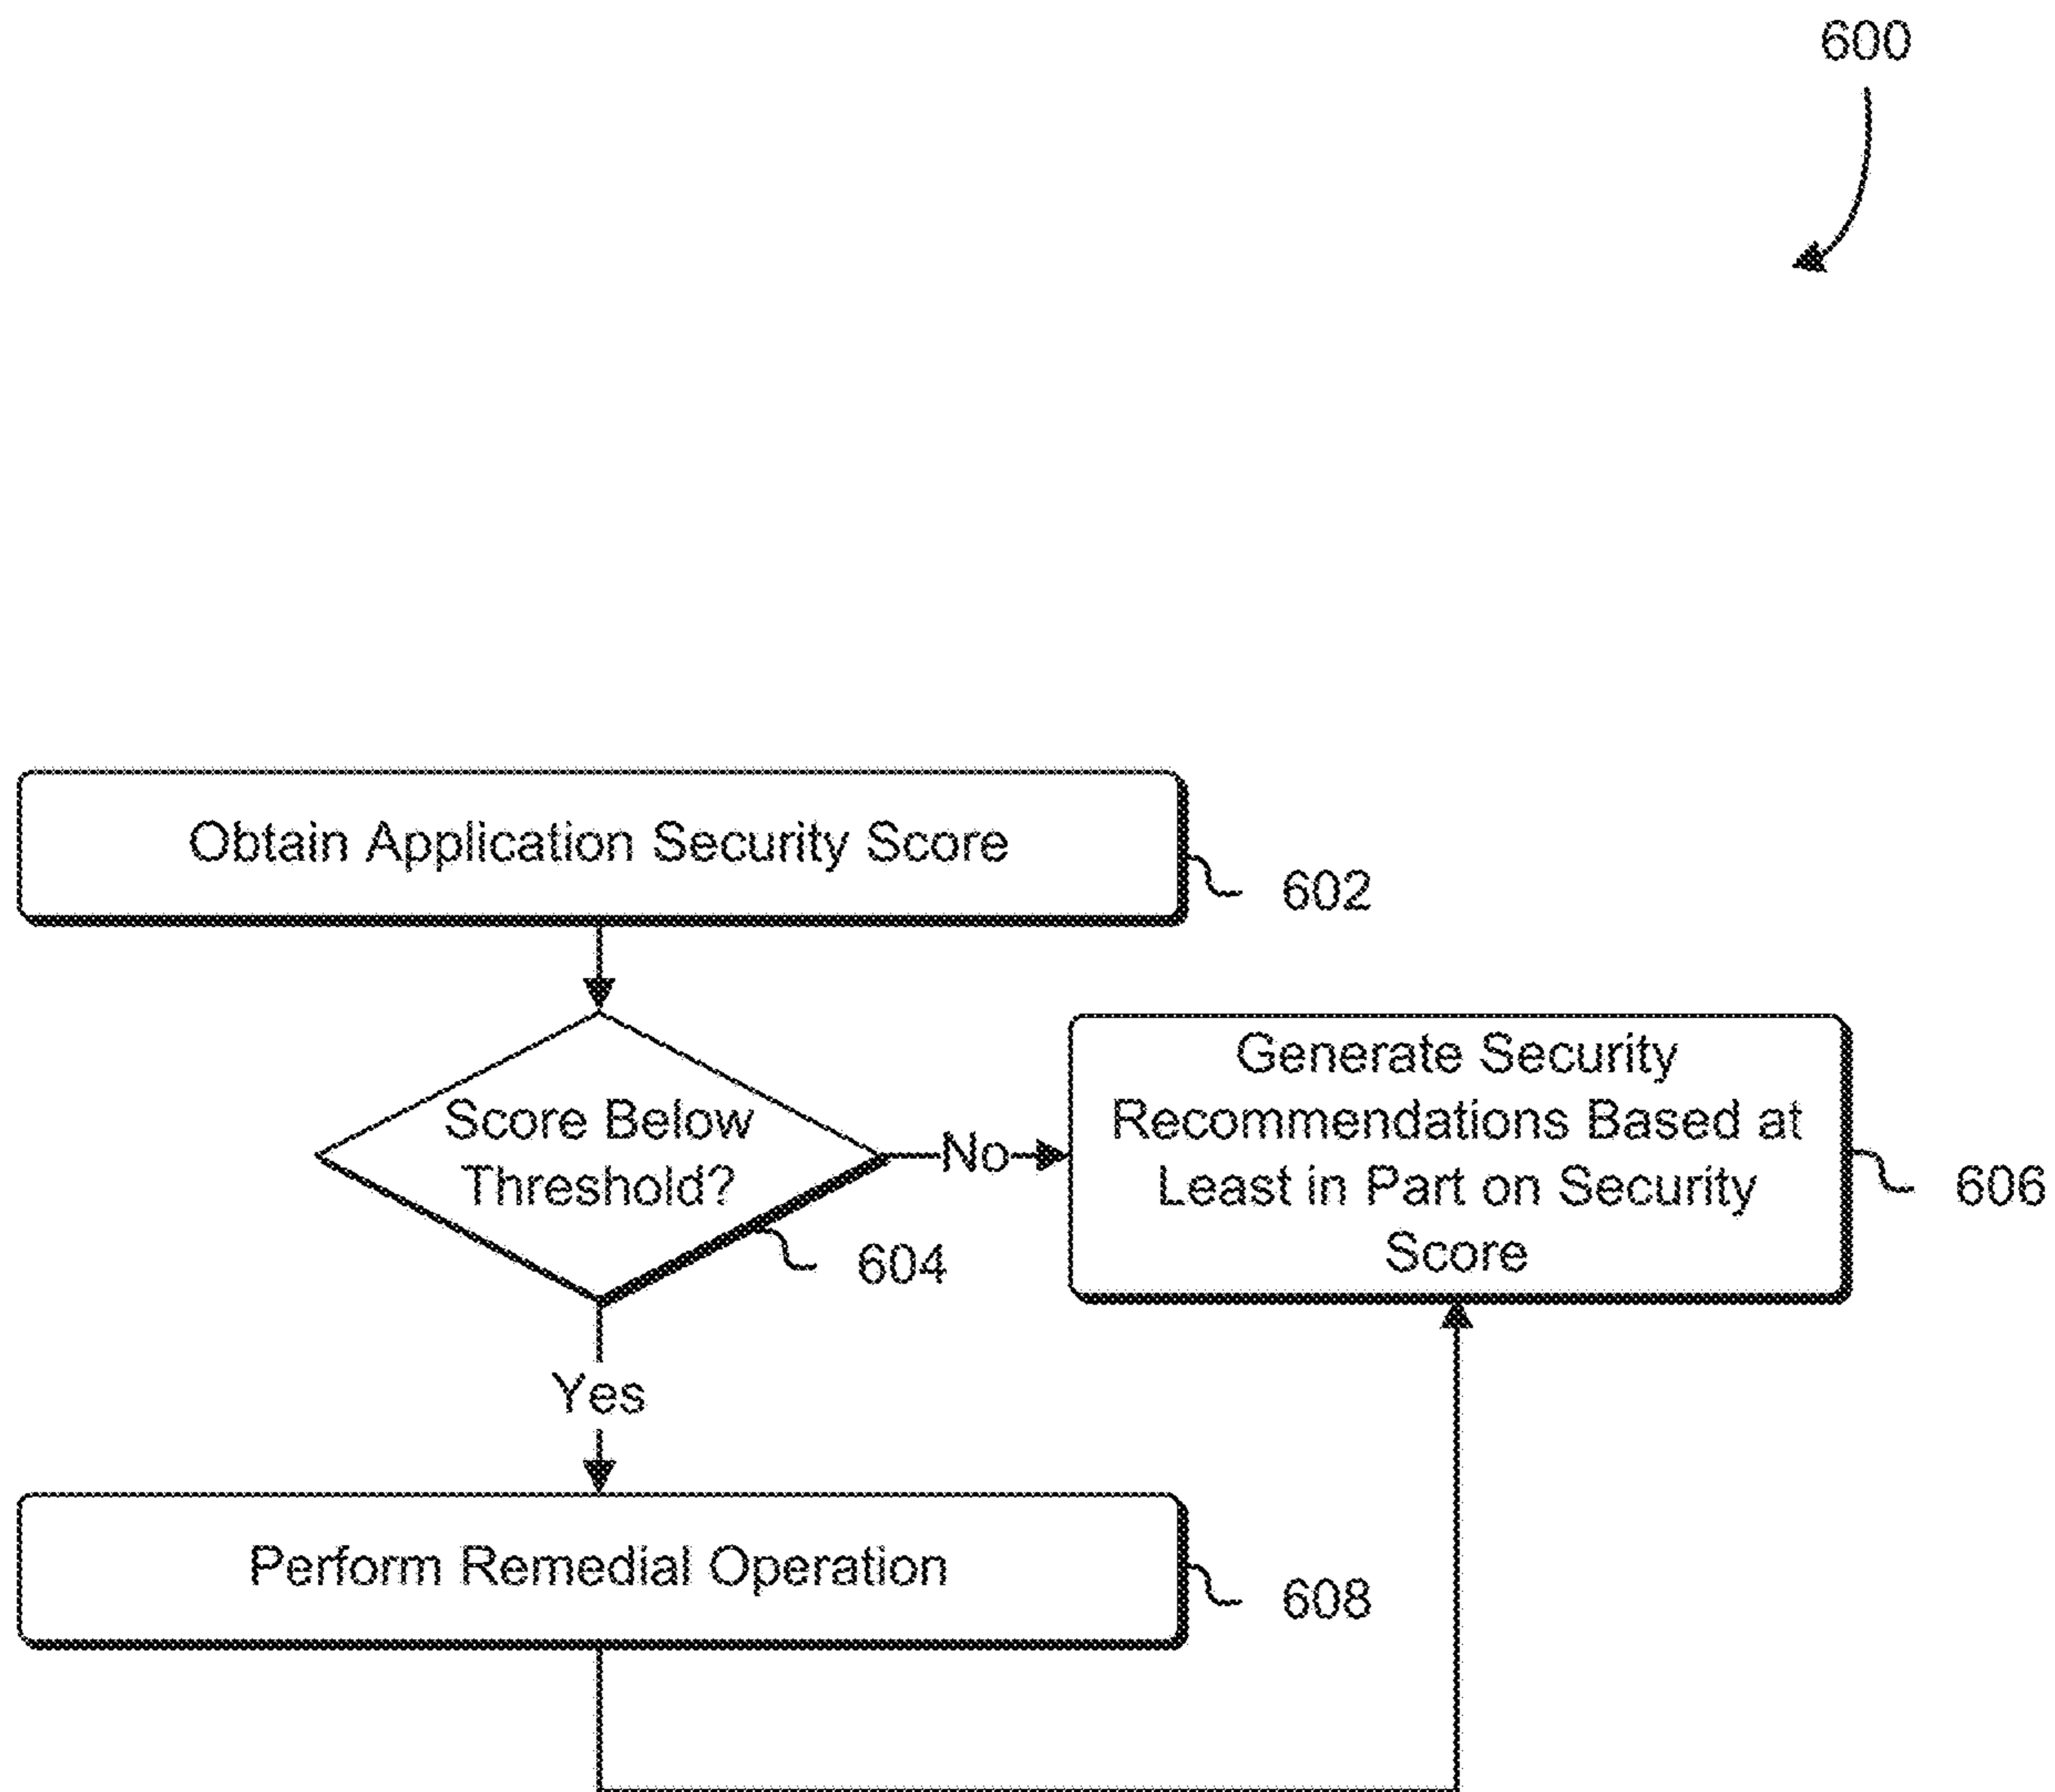 600
Obtain Application Security Score
602
Score Below
Threshold?
604
No
Generate Security
Recommendations Based at
Least in Part on Security
Score
606
Yes
Perform Remedial Operation
608